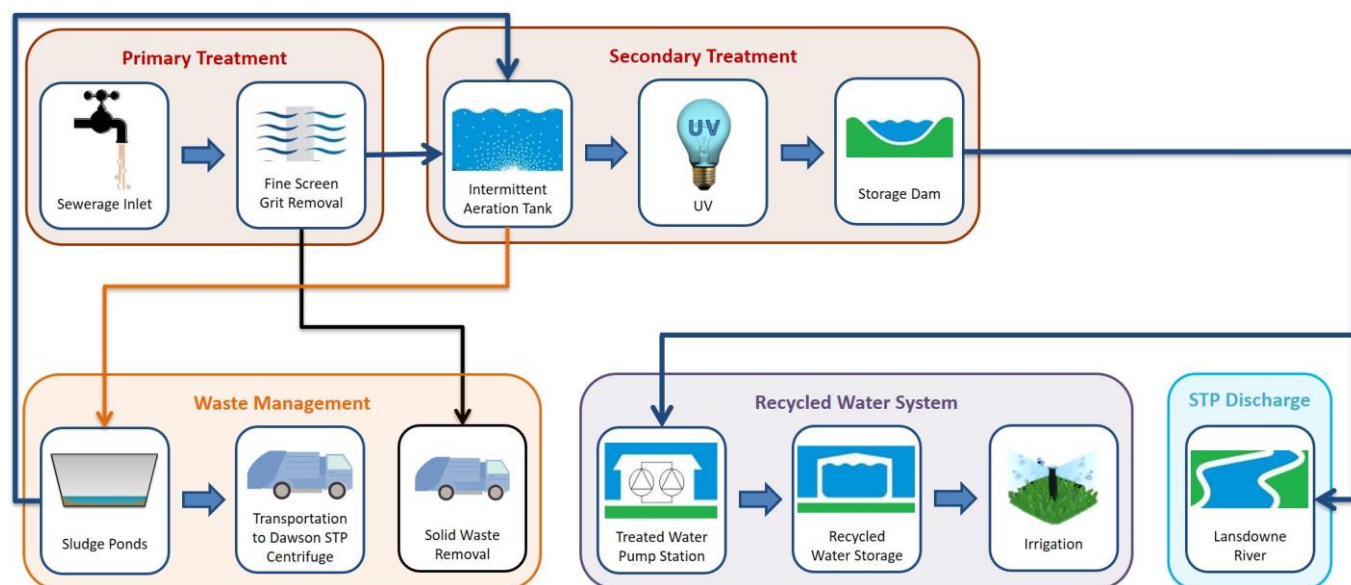 Primary Treatment
Sewerage Inlet
Fine Screen
Grit Removal
Secondary Treatment
Intermittent
Aeration Tank
UV
UV
Storage Dam
Waste Management
Sludge Ponds
Transportation
to Dawson STP
Centrifuge
Solid Waste
Removal
Recycled Water System
Treated Water
Pump Station
Recycled
Water Storage
Irrigation
STP Discharge
Lansdowne
River